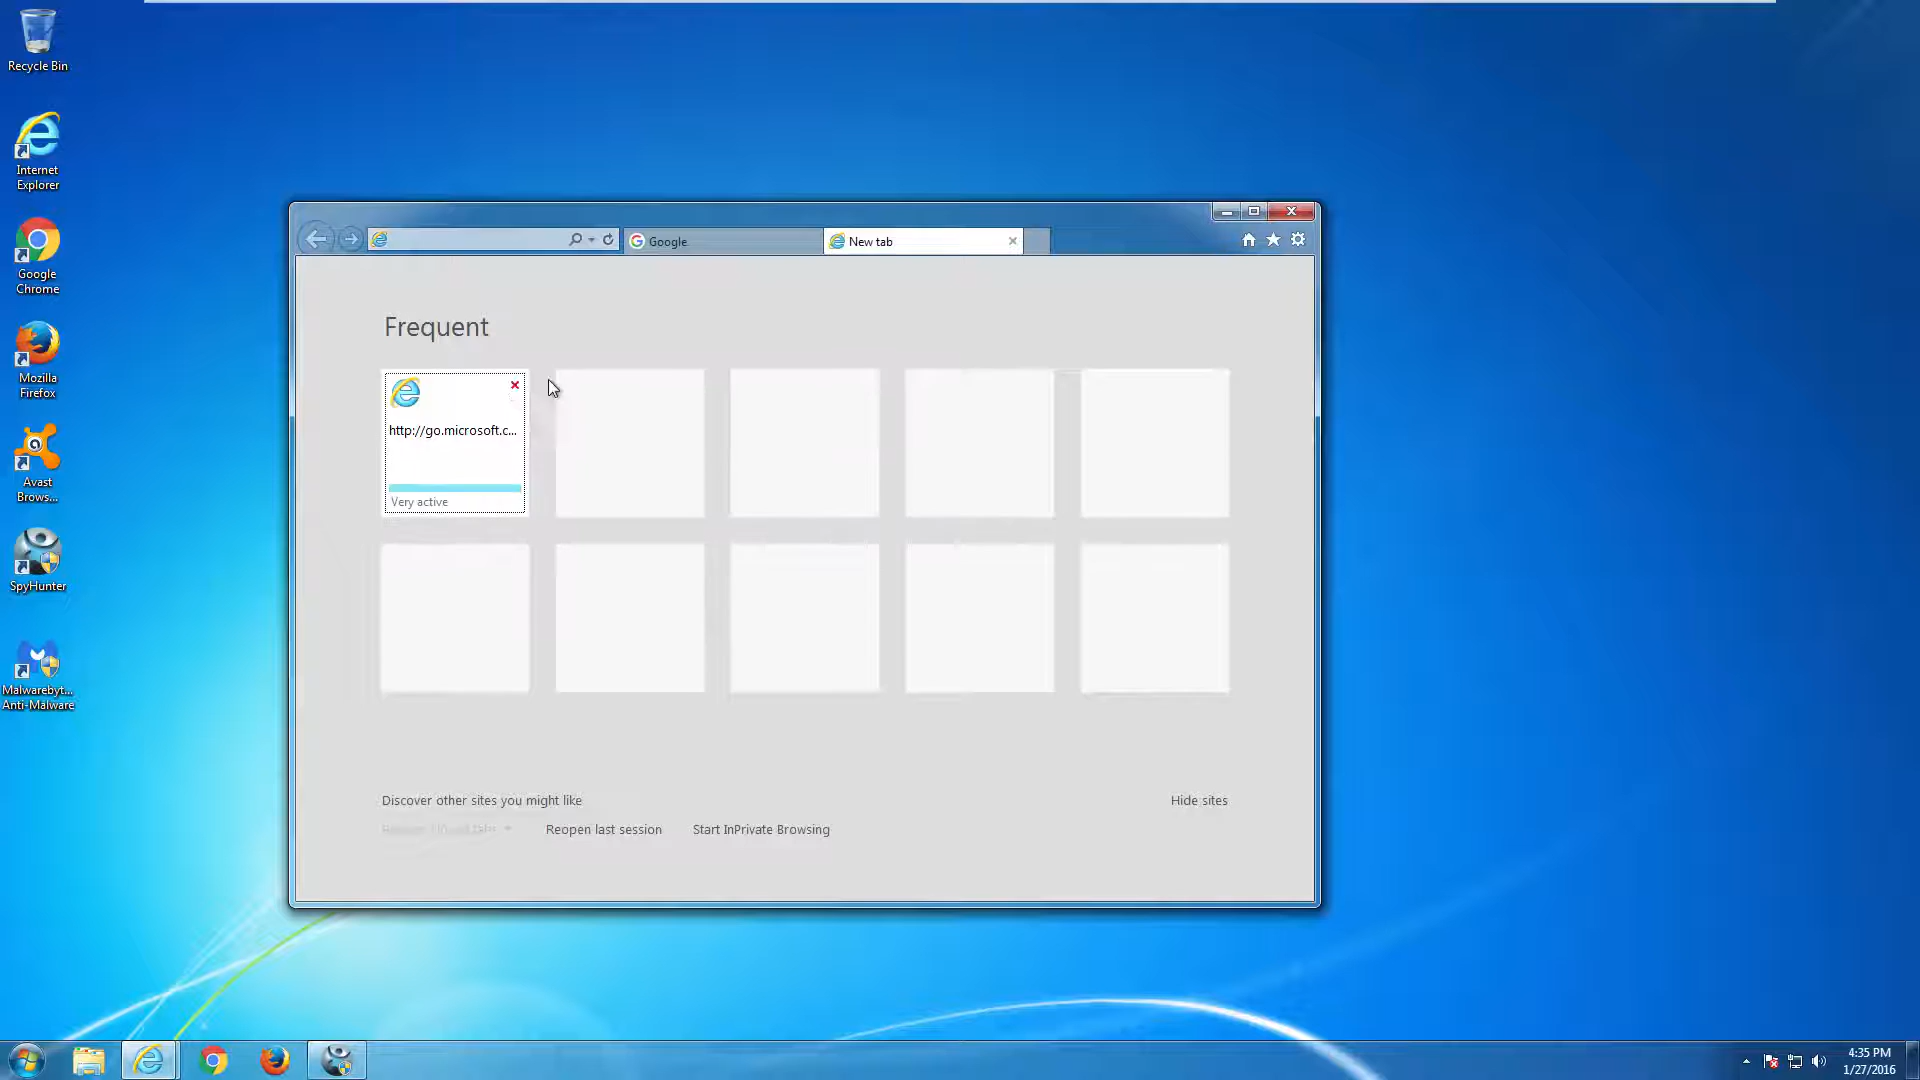 Recycle Bin
Internet
Explorer
Google
Chrome
Mozilla
Firefox
Avast
Brows...
SpyHunter
Malwarebyt...
Anti-Malware
Google
New tab
Frequent
http://go.microsoft.c...
Very active
Discover other sites you might like
Hide sites
Reopen last session
Start InPrivate Browsing
4:35 PM
1/27/2016